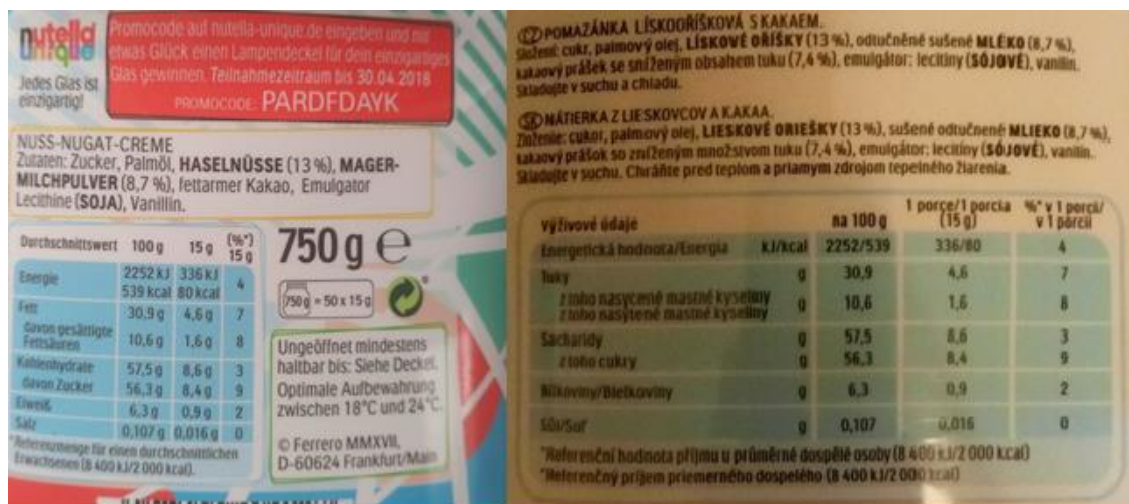 nutella
unique
Jedes Glas ist
einzigartig!
Promocode auf nutella-unique.de eingeben und mit
etwas Glück einen Lampendeckel für dein einzigartiges
Glas gewinnen. Teilnahmezeitraum bis 30.04.2018
PROMOCODE: PARDFDAYK
NUSS-NUGAT-CREME
Zutaten: Zucker, Palmöl, HASELNÜSSE (13 %), MAGER-
MILCHPULVER (8,7 %), fettarmer Kakao, Emulgator
Lecithine (SOJA), Vanillin.
Durchschnittswert 100 g 15 g (%*) 15 g
Energie 2252 kJ 336 kJ 4
539 kcal 80 kcal
Fett 30,9 g 4,6 g 7
davon gesättigte
Fettsäuren 10,6 g 1,6 g 8
Kohlenhydrate 57,5 g 8,6 g 3
davon Zucker 56,3 g 8,4 g 9
Eiweiß 6,3 g 0,9 g 2
Salz 0,107 g 0,016 g 0
*Referenzmenge für einen durchschnittlichen
Erwachsenen (8 400 kJ/2 000 kcal).
750 g e
750 g = 50 x 15 g
Ungeöffnet mindestens
haltbar bis: Siehe Deckel.
Optimale Aufbewahrung
zwischen 18°C und 24°C.
© Ferrero MMXVII,
D-60624 Frankfurt/Main
CZ POMAZÁNKA LÍSKOOŘÍŠKOVÁ S KAKAEM.
Složení: cukr, palmový olej, LÍSKOVÉ OŘÍŠKY (13 %), odtučněné sušené MLÉKO (8,7 %),
kakaový prášek se sníženým obsahem tuku (7,4 %), emulgátor: lecitiny (SÓJOVÉ), vanilin.
Skladujte v suchu a chladu.
SK NÁTIERKA Z LIESKOVCOV A KAKAA.
Zloženie: cukor, palmový olej, LIESKOVÉ ORIEŠKY (13 %), sušené odtučnené MLIEKO (8,7 %),
kakaový prášok so zníženým množstvom tuku (7,4 %), emulgátor: lecitíny (SÓJOVÉ), vanilín.
Skladujte v suchu. Chráňte pred teplom a priamym zdrojom tepelného žiarenia.
Výživové údaje na 100 g 1 porce/1 porcia (15 g) %* v 1 porci/ v 1 porcii
Energetická hodnota/Energia kJ/kcal 2252/539 336/80 4
Tuky g 30,9 4,6 7
z toho nasycené mastné kyseliny
z toho nasýtené mastné kyseliny g 10,6 1,6 8
Sacharidy g 57,5 8,6 3
z toho cukry g 56,3 8,4 9
Bílkoviny/Bielkoviny g 6,3 0,9 2
Sůl/Soľ g 0,107 0,016 0
*Referenční hodnota příjmu u průměrné dospělé osoby (8 400 kJ/2 000 kcal)
*Referenčný príjem priemerného dospelého (8 400 kJ/2 000 kcal)